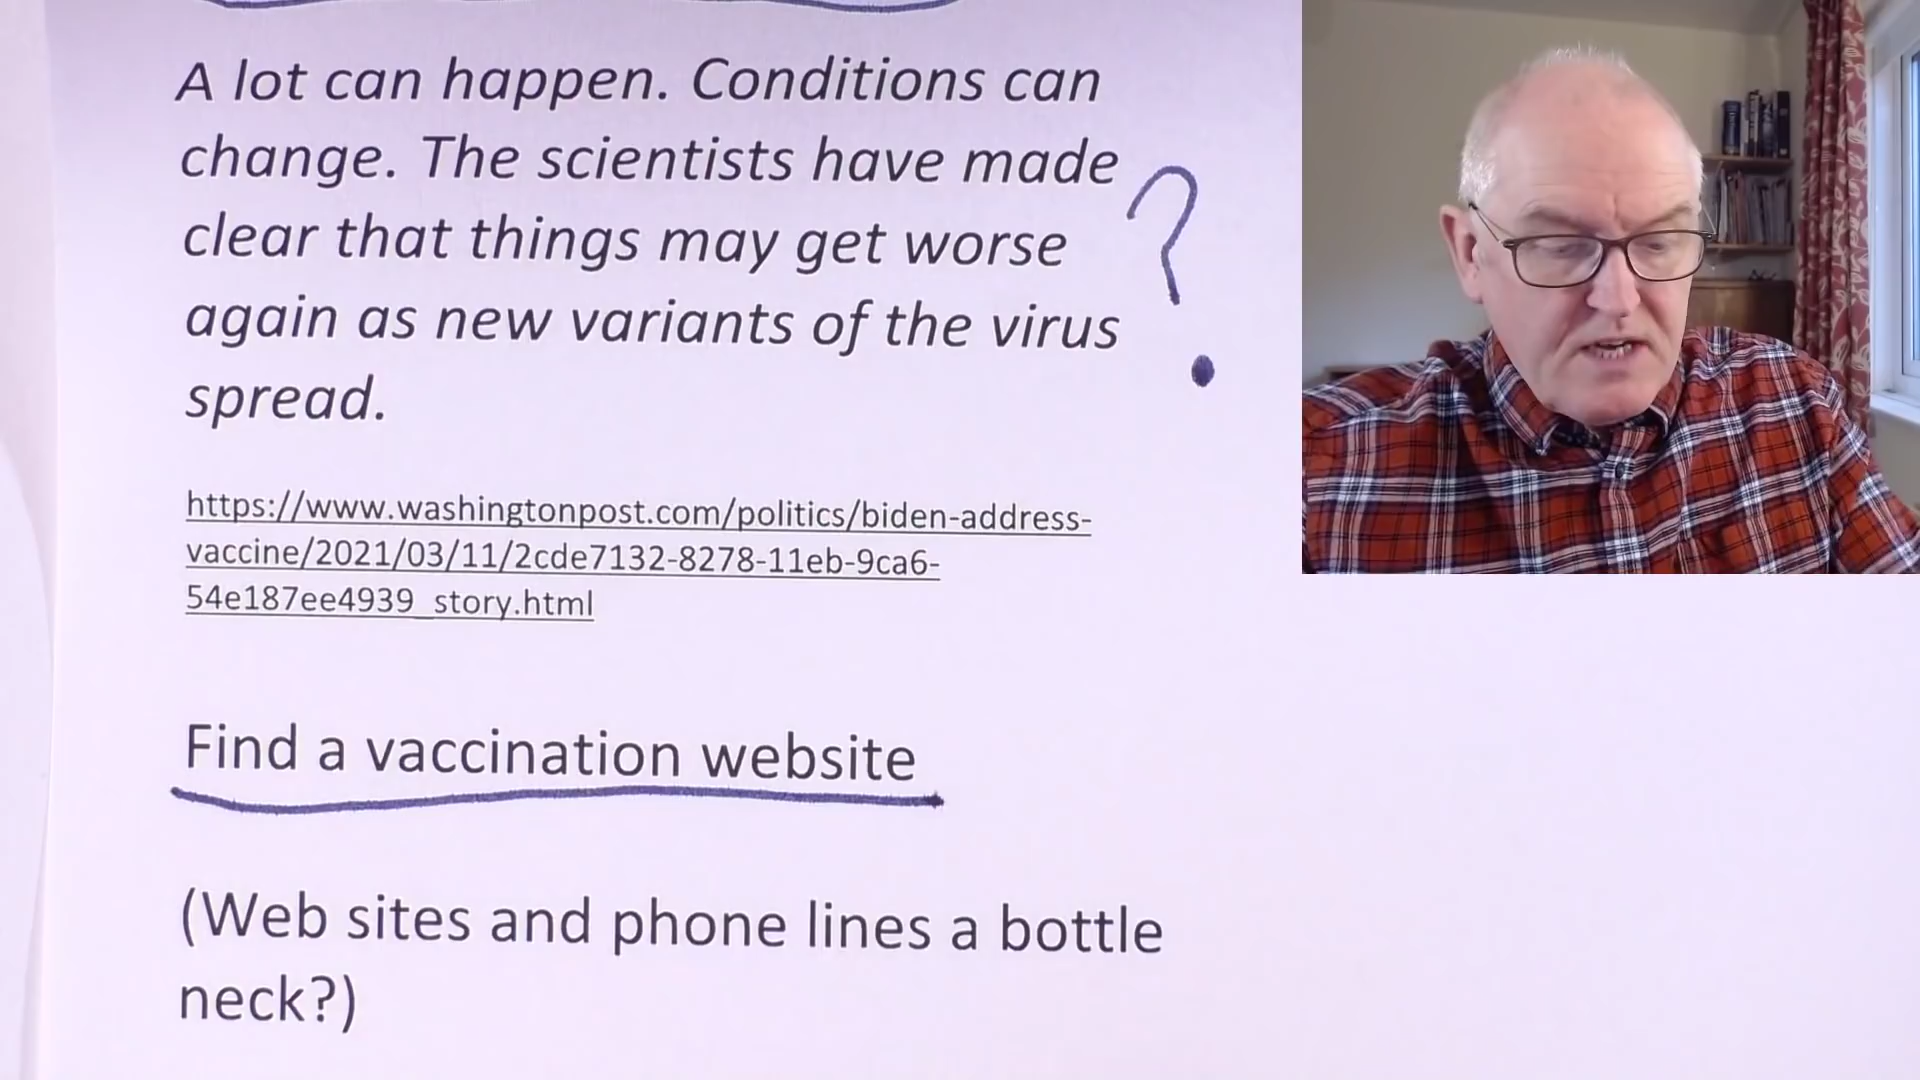 A lot can happen. Conditions can
change. The scientists have made
clear that things may get worse
again as new variants of the virus
spread.
?
https://www.washingtonpost.com/politics/biden-address-
vaccine/2021/03/11/2cde7132-8278-11eb-9ca6-
54e187ee4939_story.html
Find a vaccination website
(Web sites and phone lines a bottle
neck?)